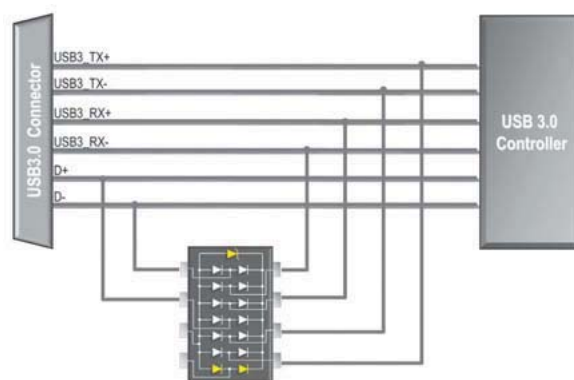 USB3.0 Connector
USB3_TX+
USB3_TX-
USB3_RX+
USB3_RX-
D+
D-
USB 3.0
Controller